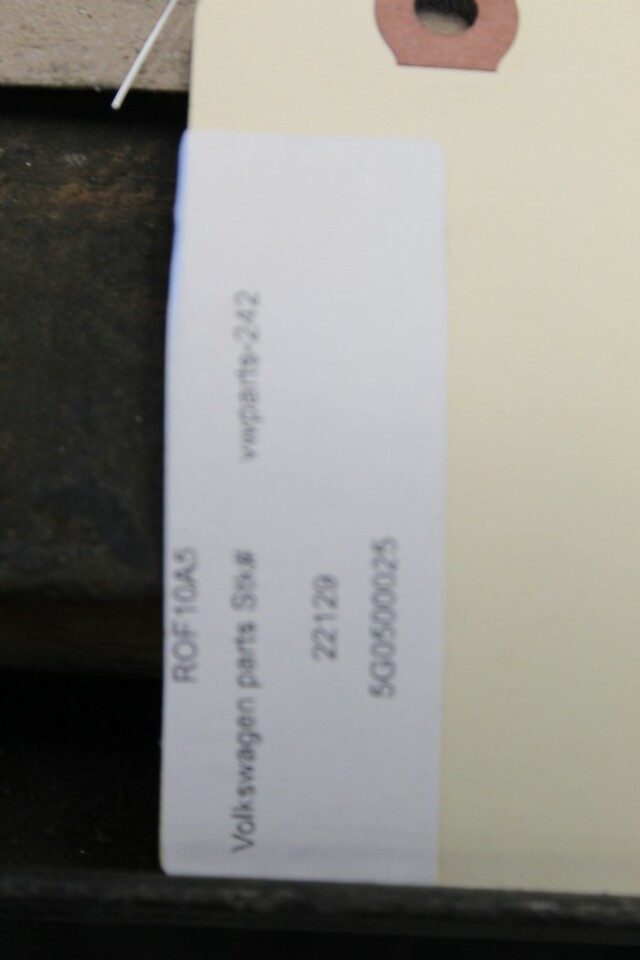 ROF10A5
Volkswagen parts Stk# vwparts-242
22129
5G0500025